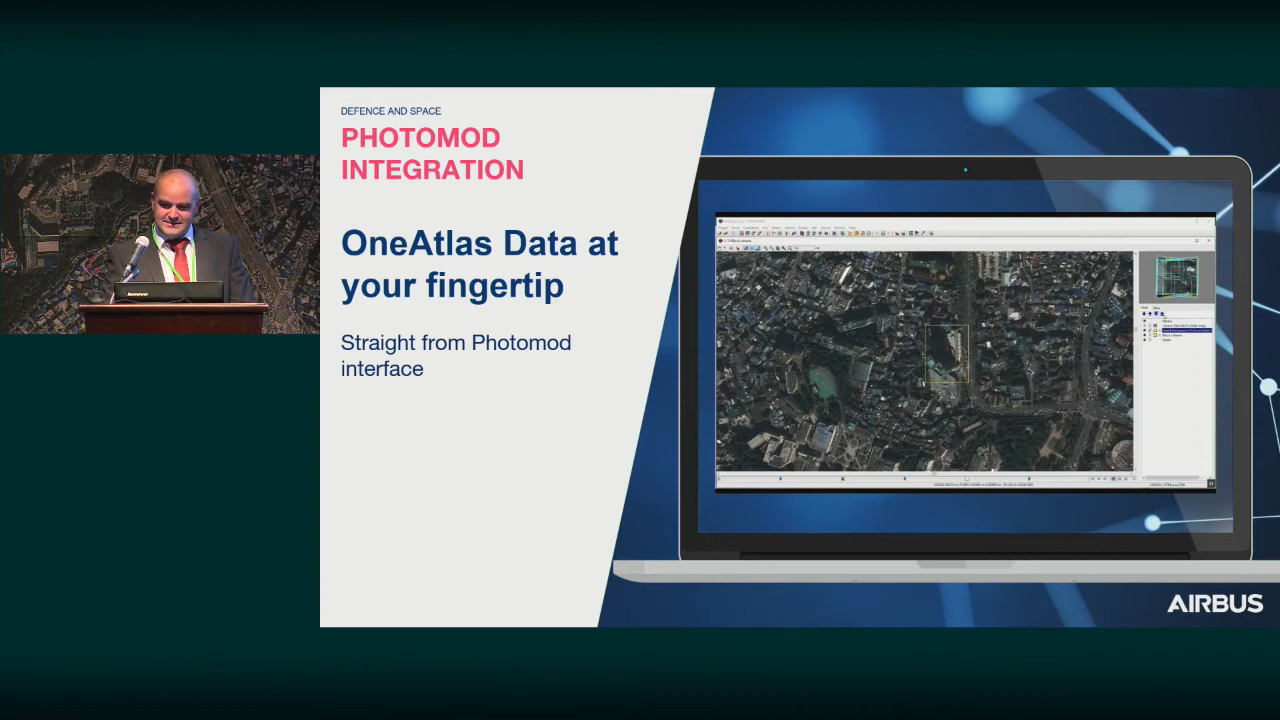 DEFENCE AND SPACE
PHOTOMOD
INTEGRATION
OneAtlas Data at
your fingertip
Straight from Photomod
interface
lenovo
AIRBUS